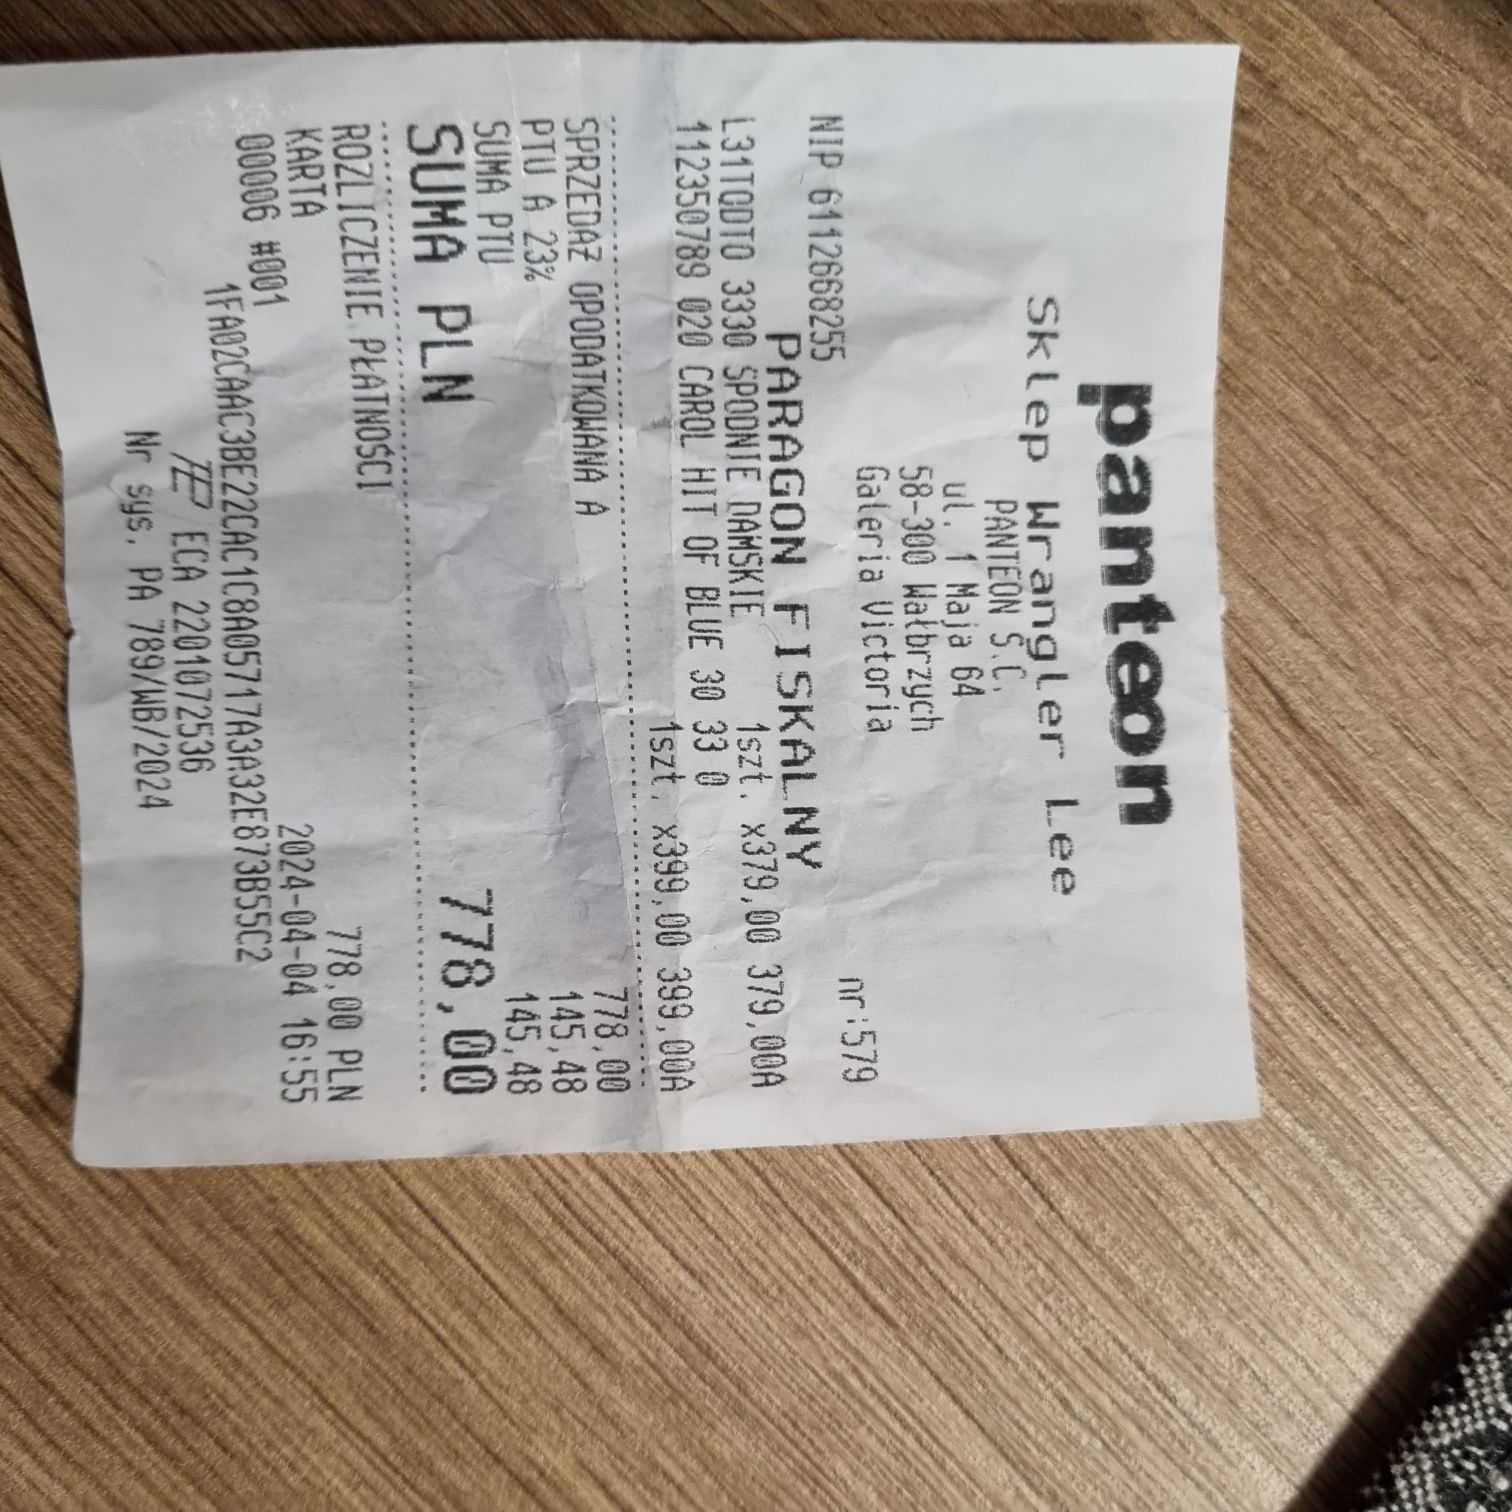 panteon
Sklep Wrangler Lee
PANTEON S.C.
ul. 1 Maja 64
58-300 Wałbrzych
Galeria Victoria
NIP 6112668255 nr:579
PARAGON FISKALNY
L31TQDTO 3330 SPODNIE DAMSKIE
1szt. x379,00 379,00A
112350789 020 CAROL HIT OF BLUE 30 33 0
1szt. x399,00 399,00A
SPRZEDAŻ OPODATKOWANA A 778,00
PTU A 23% 145,48
SUMA PTU 145,48
SUMA PLN 778,00
ROZLICZENIE PŁATNOŚCI
KARTA 778,00 PLN
00006 #001 2024-04-04 16:55
1FA02CAAC3BE22CAC1C8A05717A3A32E873B55C2
ECA 2201072536
Nr sys. PA 789/WB/2024